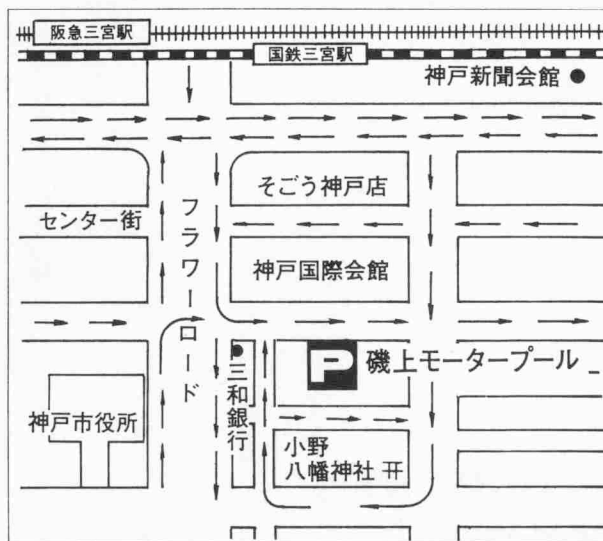 阪急三宮駅
国鉄三宮駅
神戸新聞会館
そごう神戸店
センター街
フラワーロード
神戸国際会館
P 磯上モータープール
三和銀行
神戸市役所
小野
八幡神社